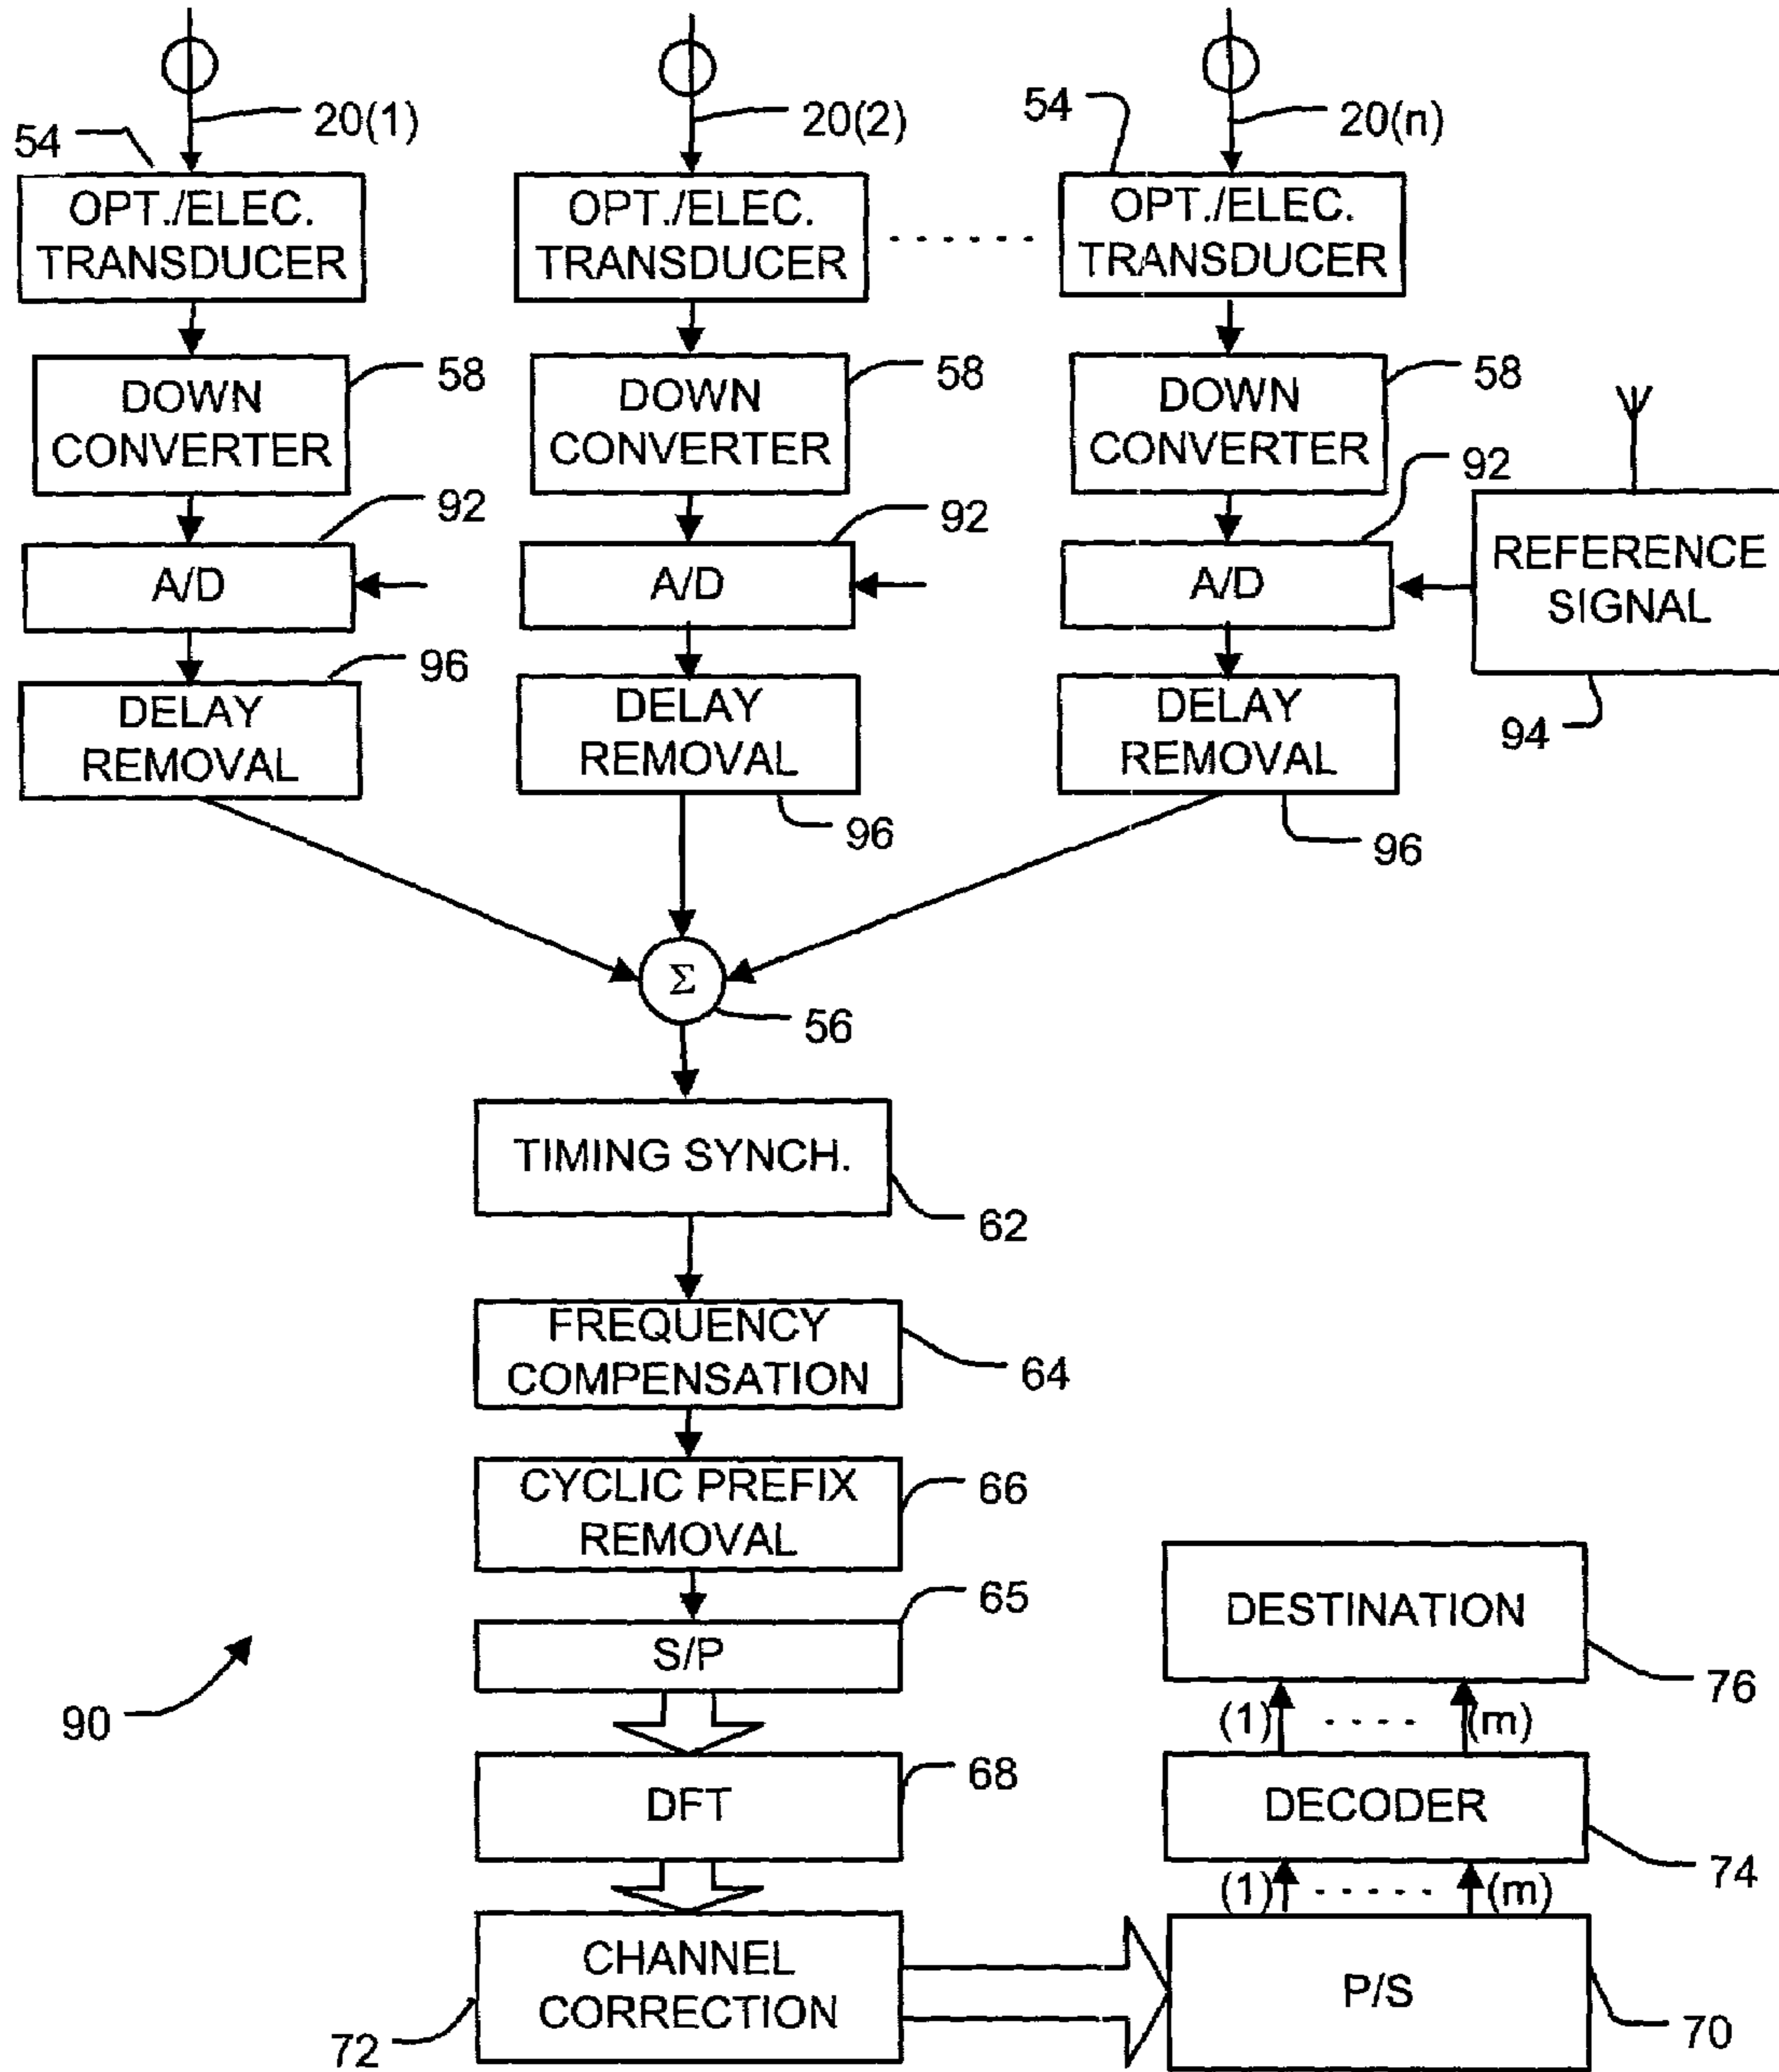 20(1)
20(2)
20(n)
54
54
OPT./ELEC.
TRANSDUCER
OPT./ELEC.
TRANSDUCER
OPT./ELEC.
TRANSDUCER
58
58
58
DOWN
CONVERTER
DOWN
CONVERTER
DOWN
CONVERTER
92
92
92
A/D
A/D
A/D
REFERENCE
SIGNAL
94
96
DELAY
REMOVAL
DELAY
REMOVAL
DELAY
REMOVAL
96
96
Σ
56
TIMING SYNCH.
62
FREQUENCY
COMPENSATION
64
CYCLIC PREFIX
REMOVAL
66
65
S/P
DESTINATION
76
90
(1) ..... (m)
DFT
68
DECODER
74
(1) ..... (m)
CHANNEL
CORRECTION
72
P/S
70